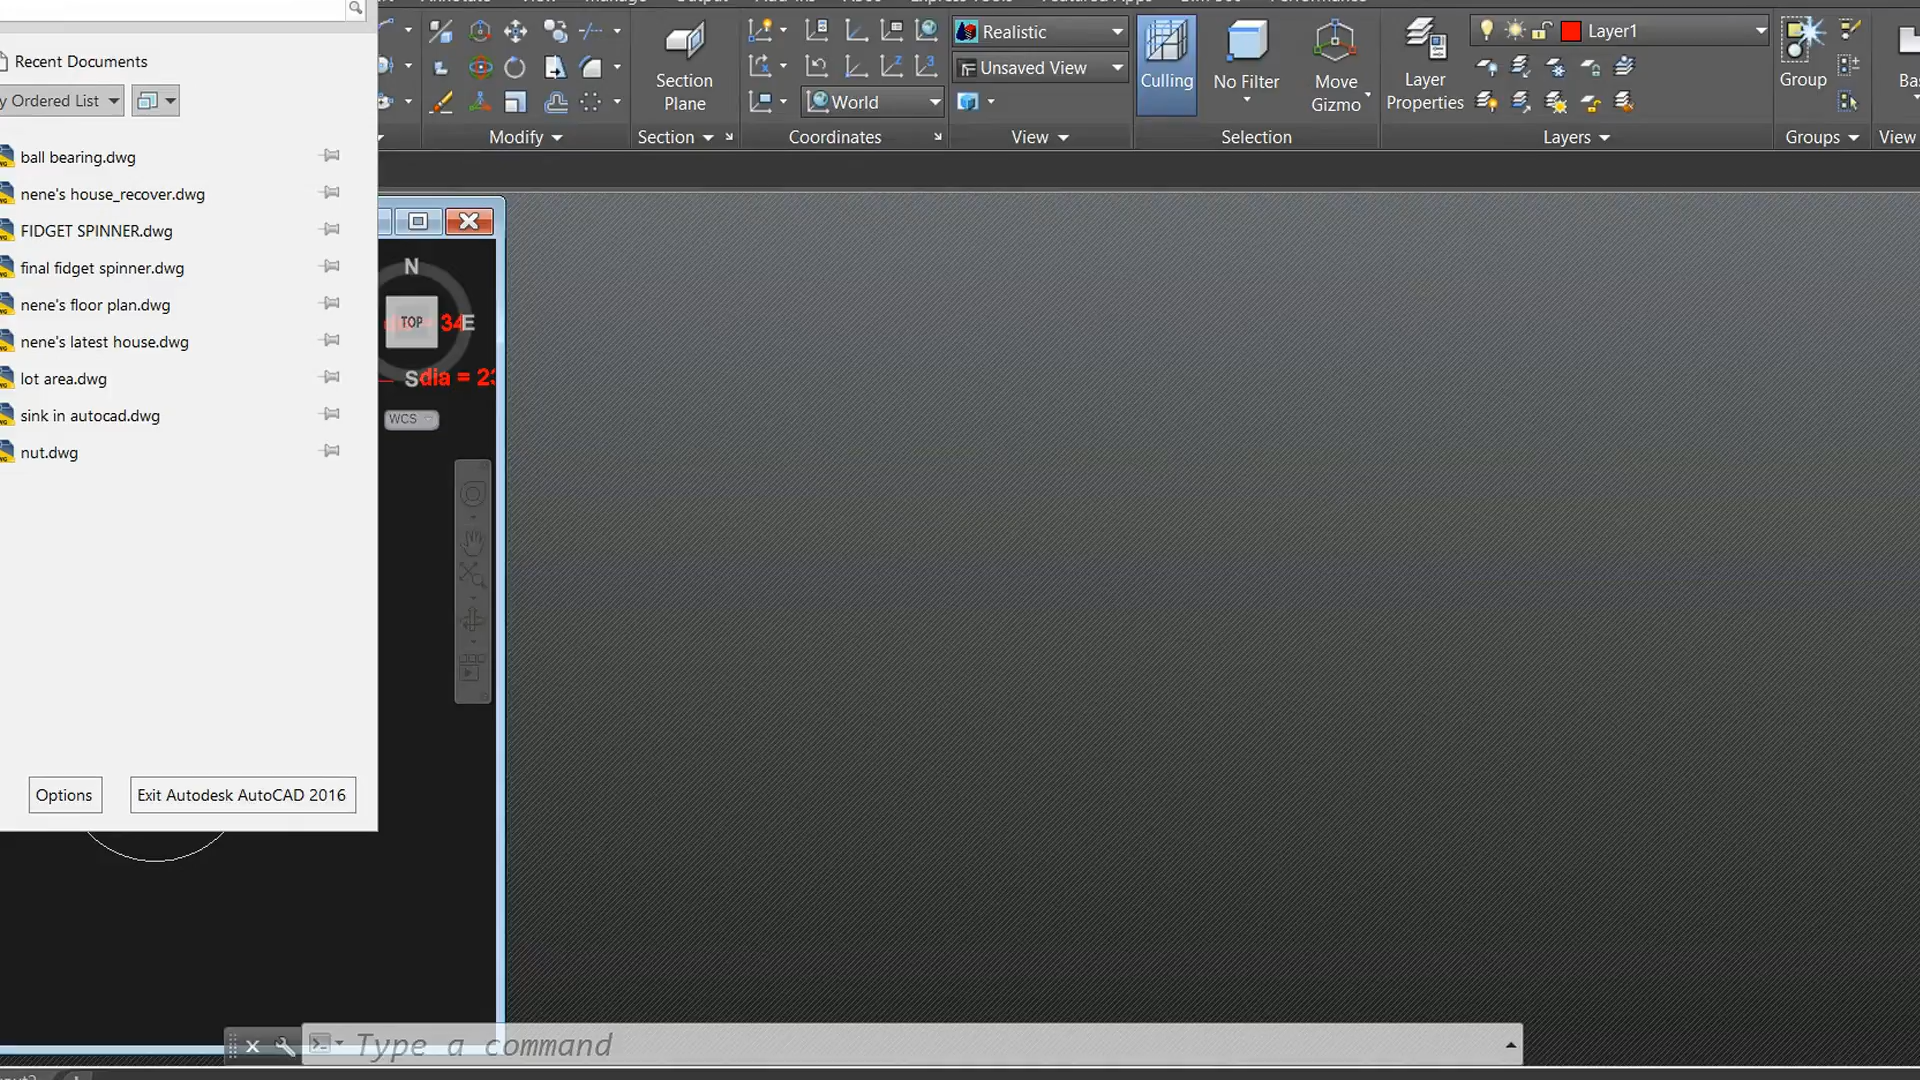 Recent Documents
Ordered List
ball bearing.dwg
nene's house_recover.dwg
FIDGET SPINNER.dwg
final fidget spinner.dwg
nene's floor plan.dwg
nene's latest house.dwg
lot area.dwg
sink in autocad.dwg
nut.dwg
Options
Exit Autodesk AutoCAD 2016
Modify
Section
Plane
Section
World
Coordinates
Realistic
Unsaved View
View
Culling
No Filter
Move
Gizmo
Selection
Layer
Properties
Layer1
Layers
Group
Groups
View
N
TOP
34
E
S
dia = 23
WCS
Type a command